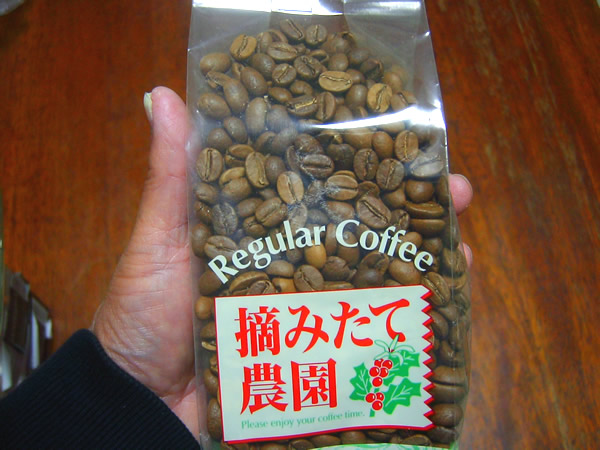 Regular Coffee
摘みたて
農園
Please enjoy your coffee time.